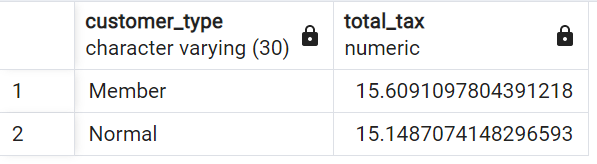 customer_type total_tax
character varying (30) numeric
1 Member 15.6091097804391218
2 Normal 15.1487074148296593